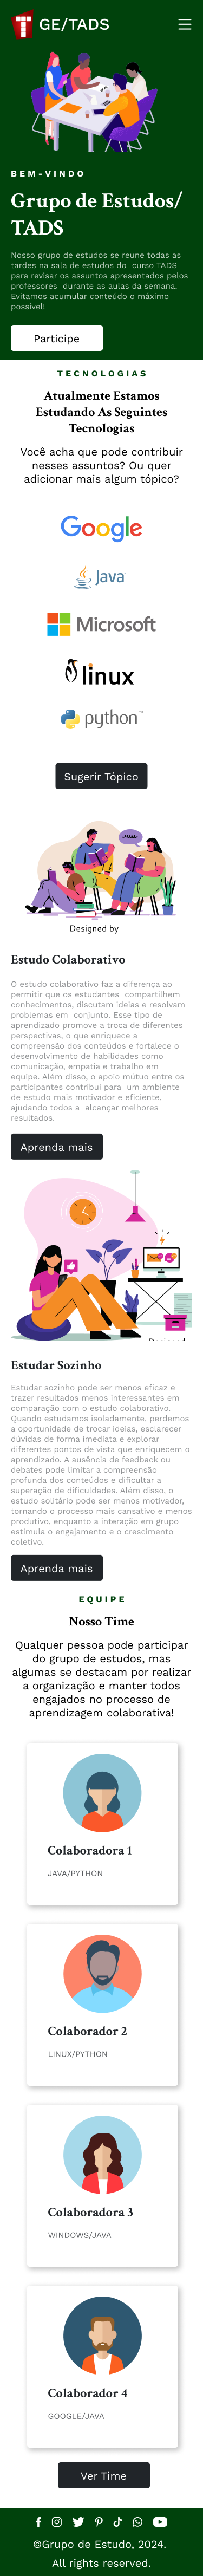 GE/TADS
BEM-VINDO
Grupo de Estudos/
TADS
Nosso grupo de estudos se reune todas as
tardes na sala de estudos do curso TADS
para revisar os assuntos apresentados pelos
professores durante as aulas da semana.
Evitamos acumular conteúdo o máximo
possível!
Participe
TECNOLOGIAS
Atualmente Estamos
Estudando As Seguintes
Tecnologias
Você acha que pode contribuir
nesses assuntos? Ou quer
adicionar mais algum tópico?
Google
Java
Microsoft
linux
python
Sugerir Tópico
Designed by
Estudo Colaborativo
O estudo colaborativo faz a diferença ao
permitir que os estudantes compartilhem
conhecimentos, discutam ideias e resolvam
problemas em conjunto. Esse tipo de
aprendizado promove a troca de diferentes
perspectivas, o que enriquece a
compreensão dos conteúdos e fortalece o
desenvolvimento de habilidades como
comunicação, empatia e trabalho em
equipe. Além disso, o apoio mútuo entre os
participantes contribui para um ambiente
de estudo mais motivador e eficiente,
ajudando todos a alcançar melhores
resultados.
Aprenda mais
Designed
Estudar Sozinho
Estudar sozinho pode ser menos eficaz e
trazer resultados menos interessantes em
comparação com o estudo colaborativo.
Quando estudamos isoladamente, perdemos
a oportunidade de trocar ideias, esclarecer
dúvidas de forma imediata e explorar
diferentes pontos de vista que enriquecem o
aprendizado. A ausência de feedback ou
debates pode limitar a compreensão
profunda dos conteúdos e dificultar a
superação de dificuldades. Além disso, o
estudo solitário pode ser menos motivador,
tornando o processo mais cansativo e menos
produtivo, enquanto a interação em grupo
estimula o engajamento e o crescimento
coletivo.
Aprenda mais
EQUIPE
Nosso Time
Qualquer pessoa pode participar
do grupo de estudos, mas
algumas se destacam por realizar
a organização e manter todos
engajados no processo de
aprendizagem colaborativa!
Colaboradora 1
JAVA/PYTHON
Colaborador 2
LINUX/PYTHON
Colaboradora 3
WINDOWS/JAVA
Colaborador 4
GOOGLE/JAVA
Ver Time
©Grupo de Estudo, 2024.
All rights reserved.